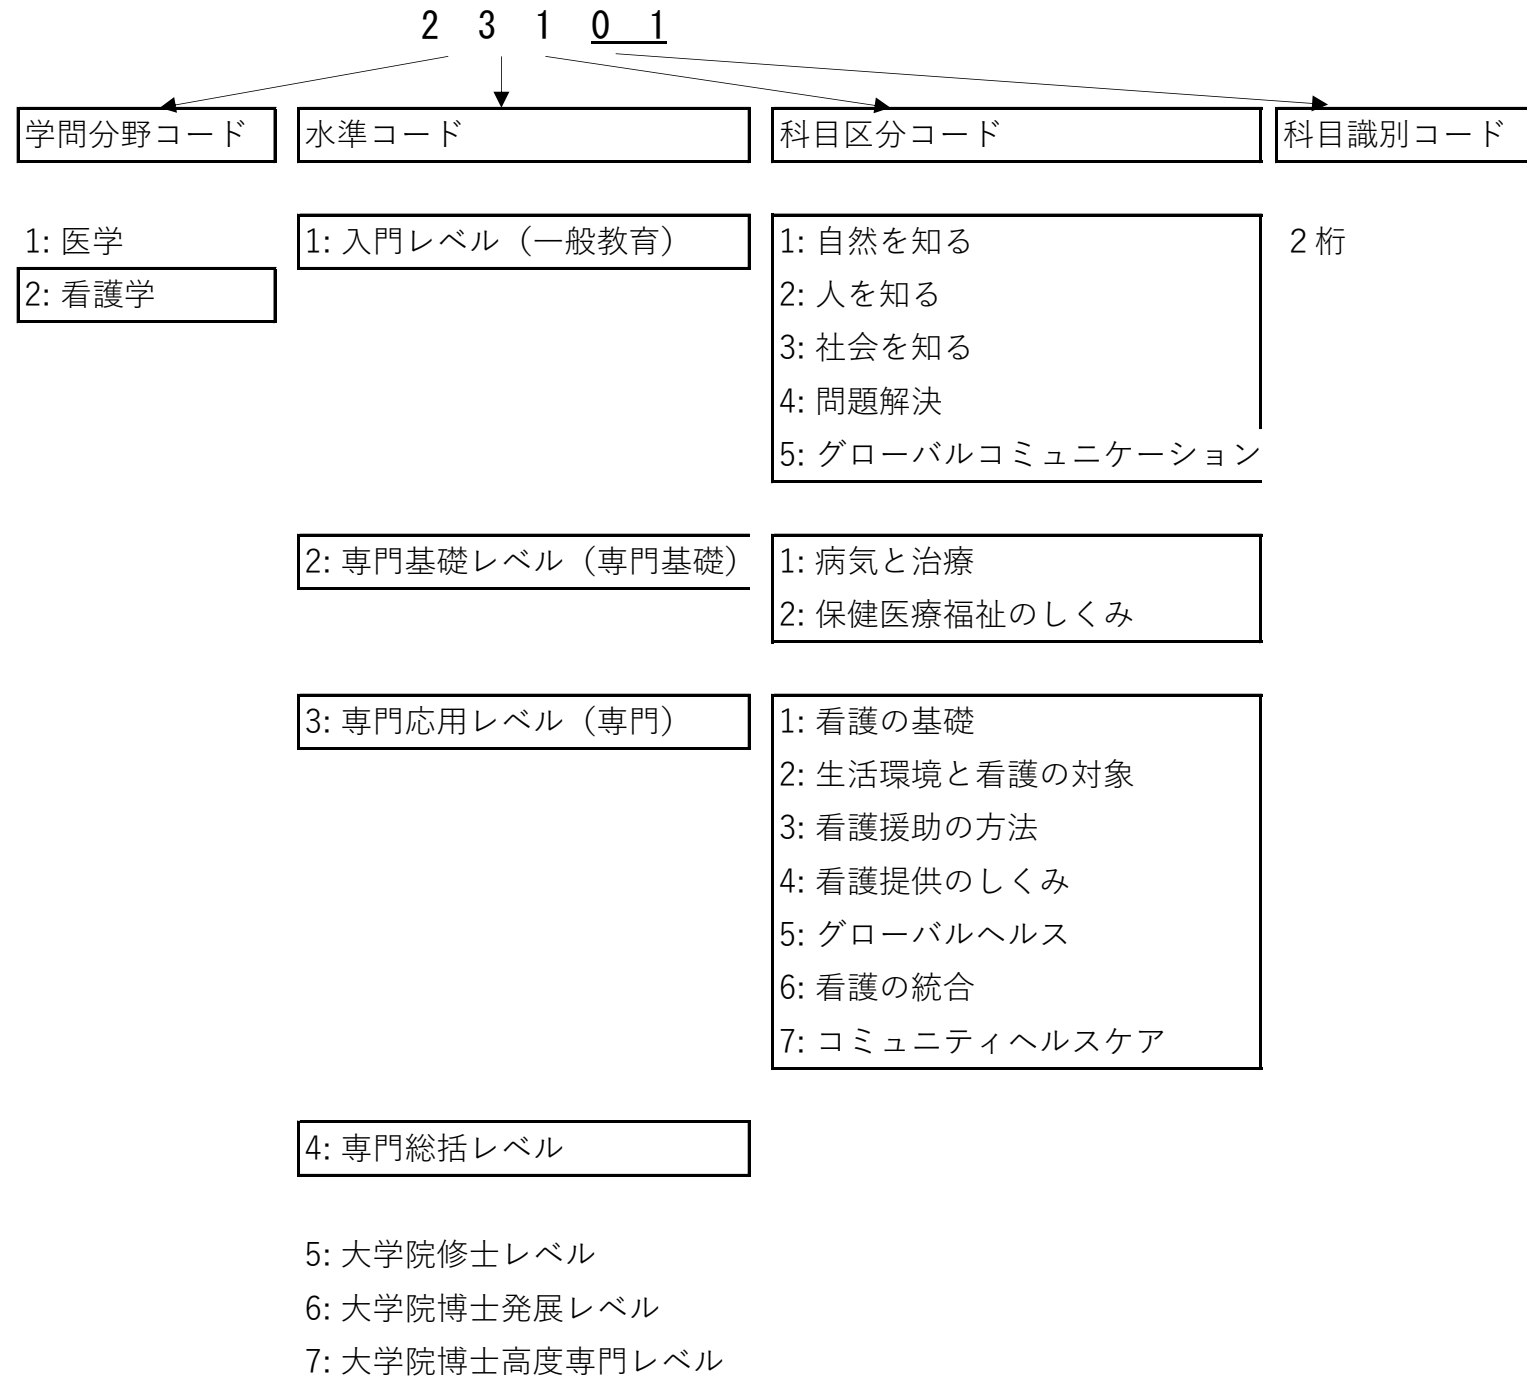 2 3 1 0 1
学問分野コード 水準コード 科目区分コード 科目識別コード
1: 医学 1: 入門レベル（一般教育） 1: 自然を知る ２桁
2: 看護学 2: 人を知る
3: 社会を知る
4: 問題解決
5: グローバルコミュニケーション
2: 専門基礎レベル（専門基礎） 1: 病気と治療
2: 保健医療福祉のしくみ
3: 専門応用レベル（専門） 1: 看護の基礎
2: 生活環境と看護の対象
3: 看護援助の方法
4: 看護提供のしくみ
5: グローバルヘルス
6: 看護の統合
7: コミュニティヘルスケア
4: 専門総括レベル
5: 大学院修士レベル
6: 大学院博士発展レベル
7: 大学院博士高度専門レベル